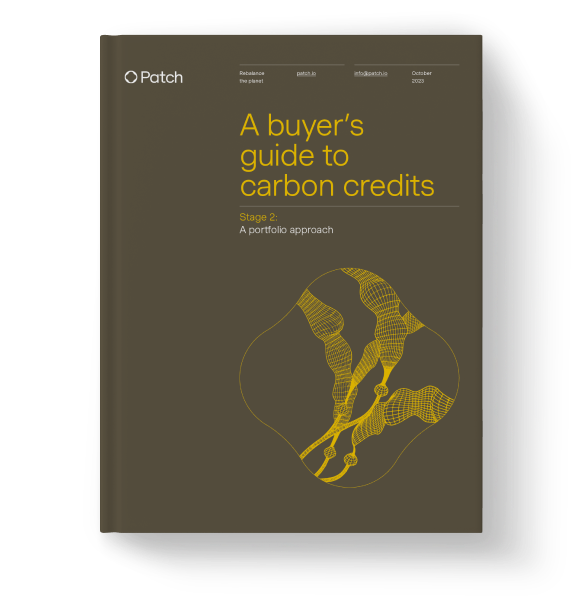 Patch
Rebalance
the planet
patch.io
info@patch.io
October
2023
A buyer's
guide to
carbon credits
Stage 2:
A portfolio approach